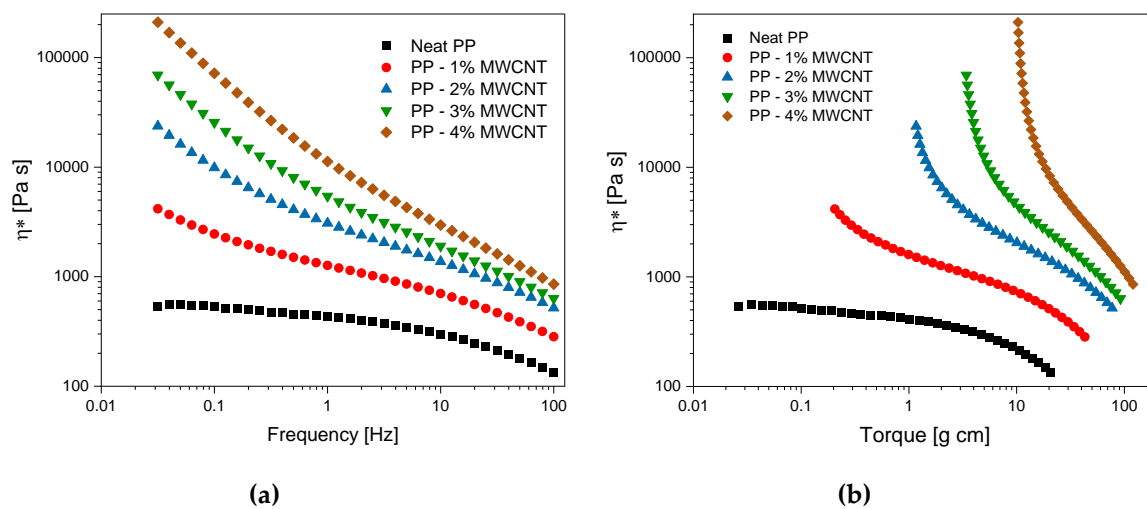 100000
10000
1000
100
η* [Pa s]
Neat PP
PP - 1% MWCNT
PP - 2% MWCNT
PP - 3% MWCNT
PP - 4% MWCNT
0.01 0.1 1 10 100
Frequency [Hz]
(a)
100000
10000
1000
100
η* [Pa s]
Neat PP
PP - 1% MWCNT
PP - 2% MWCNT
PP - 3% MWCNT
PP - 4% MWCNT
0.01 0.1 1 10 100
Torque [g cm]
(b)